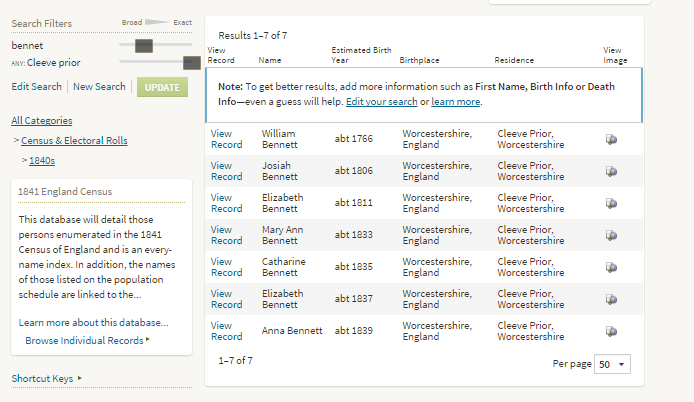 Search Filters
Broad Exact
bennet
ANY: Cleeve prior
Edit Search | New Search | UPDATE
All Categories
> Census & Electoral Rolls
> 1840s
1841 England Census
This database will detail those
persons enumerated in the 1841
Census of England and is an every-
name index. In addition, the names
of those listed on the population
schedule are linked to the...
Learn more about this database...
Browse Individual Records
Shortcut Keys
Results 1–7 of 7
View Record Name Estimated Birth Year Birthplace Residence View Image
Note: To get better results, add more information such as First Name, Birth Info or Death
Info—even a guess will help. Edit your search or learn more.
View Record William Bennett abt 1766 Worcestershire, England Cleeve Prior, Worcestershire
View Record Josiah Bennett abt 1806 Worcestershire, England Cleeve Prior, Worcestershire
View Record Elizabeth Bennett abt 1811 Worcestershire, England Cleeve Prior, Worcestershire
View Record Mary Ann Bennett abt 1833 Worcestershire, England Cleeve Prior, Worcestershire
View Record Catharine Bennett abt 1835 Worcestershire, England Cleeve Prior, Worcestershire
View Record Elizabeth Bennett abt 1837 Worcestershire, England Cleeve Prior, Worcestershire
View Record Anna Bennett abt 1839 Worcestershire, England Cleeve Prior, Worcestershire
1–7 of 7
Per page 50